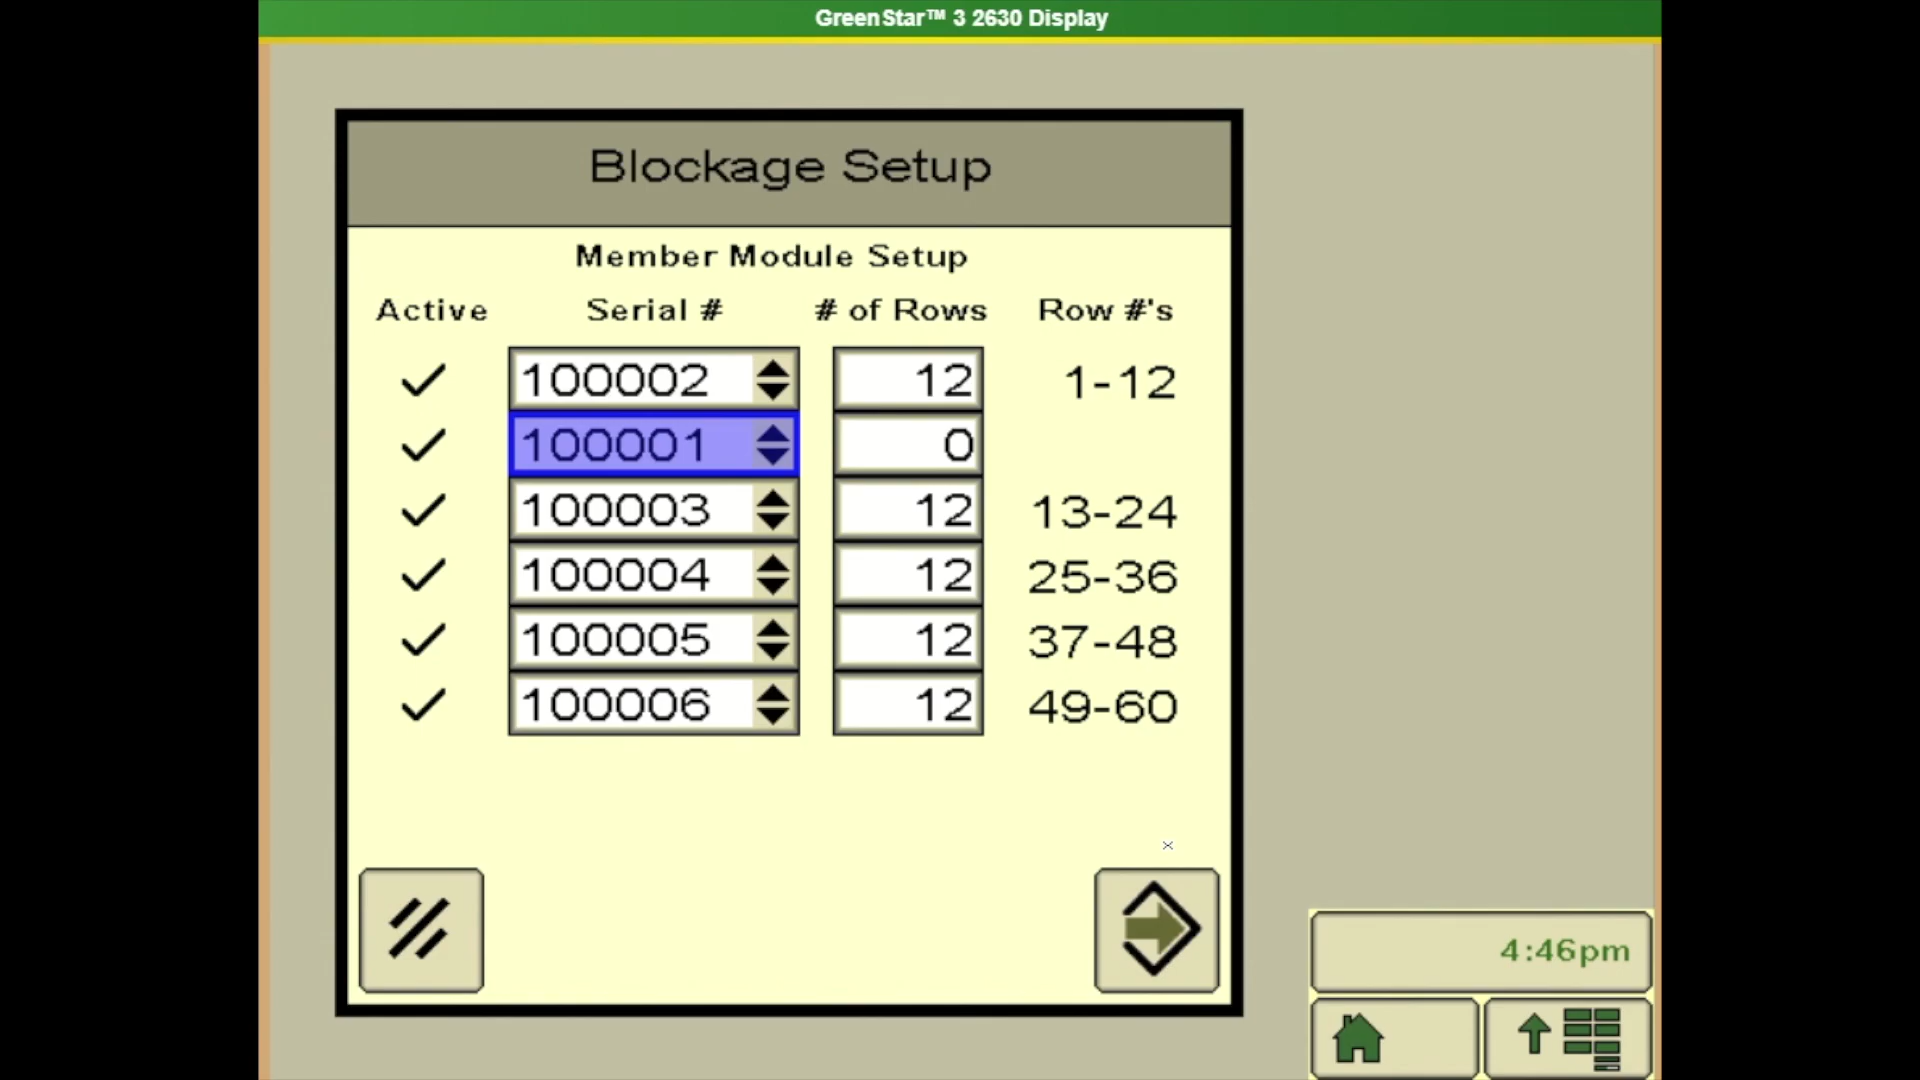 GreenStar™ 3 2630 Display
Blockage Setup
Member Module Setup
Active Serial # # of Rows Row #'s
100002 12 1-12
100001 0
100003 12 13-24
100004 12 25-36
100005 12 37-48
100006 12 49-60
4:46pm